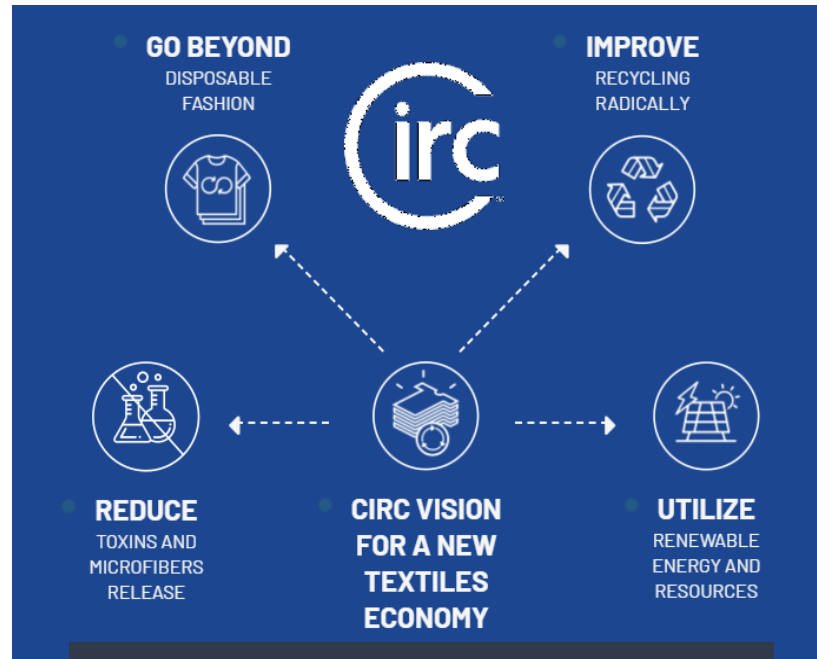 GO BEYOND
DISPOSABLE
FASHION
Circ
IMPROVE
RECYCLING
RADICALLY
REDUCE
TOXINS AND
MICROFIBERS
RELEASE
CIRC VISION
FOR A NEW
TEXTILES
ECONOMY
UTILIZE
RENEWABLE
ENERGY AND
RESOURCES